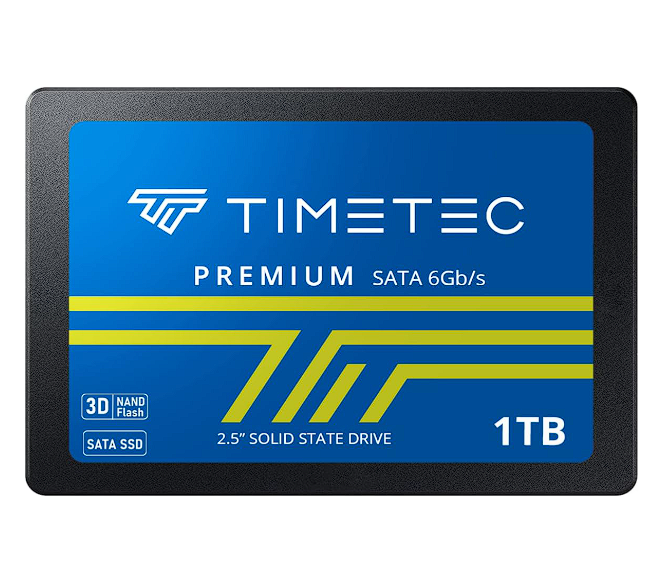 TIMETEC
PREMIUM SATA 6Gb/s
3D NAND Flash
SATA SSD
2.5" SOLID STATE DRIVE
1TB